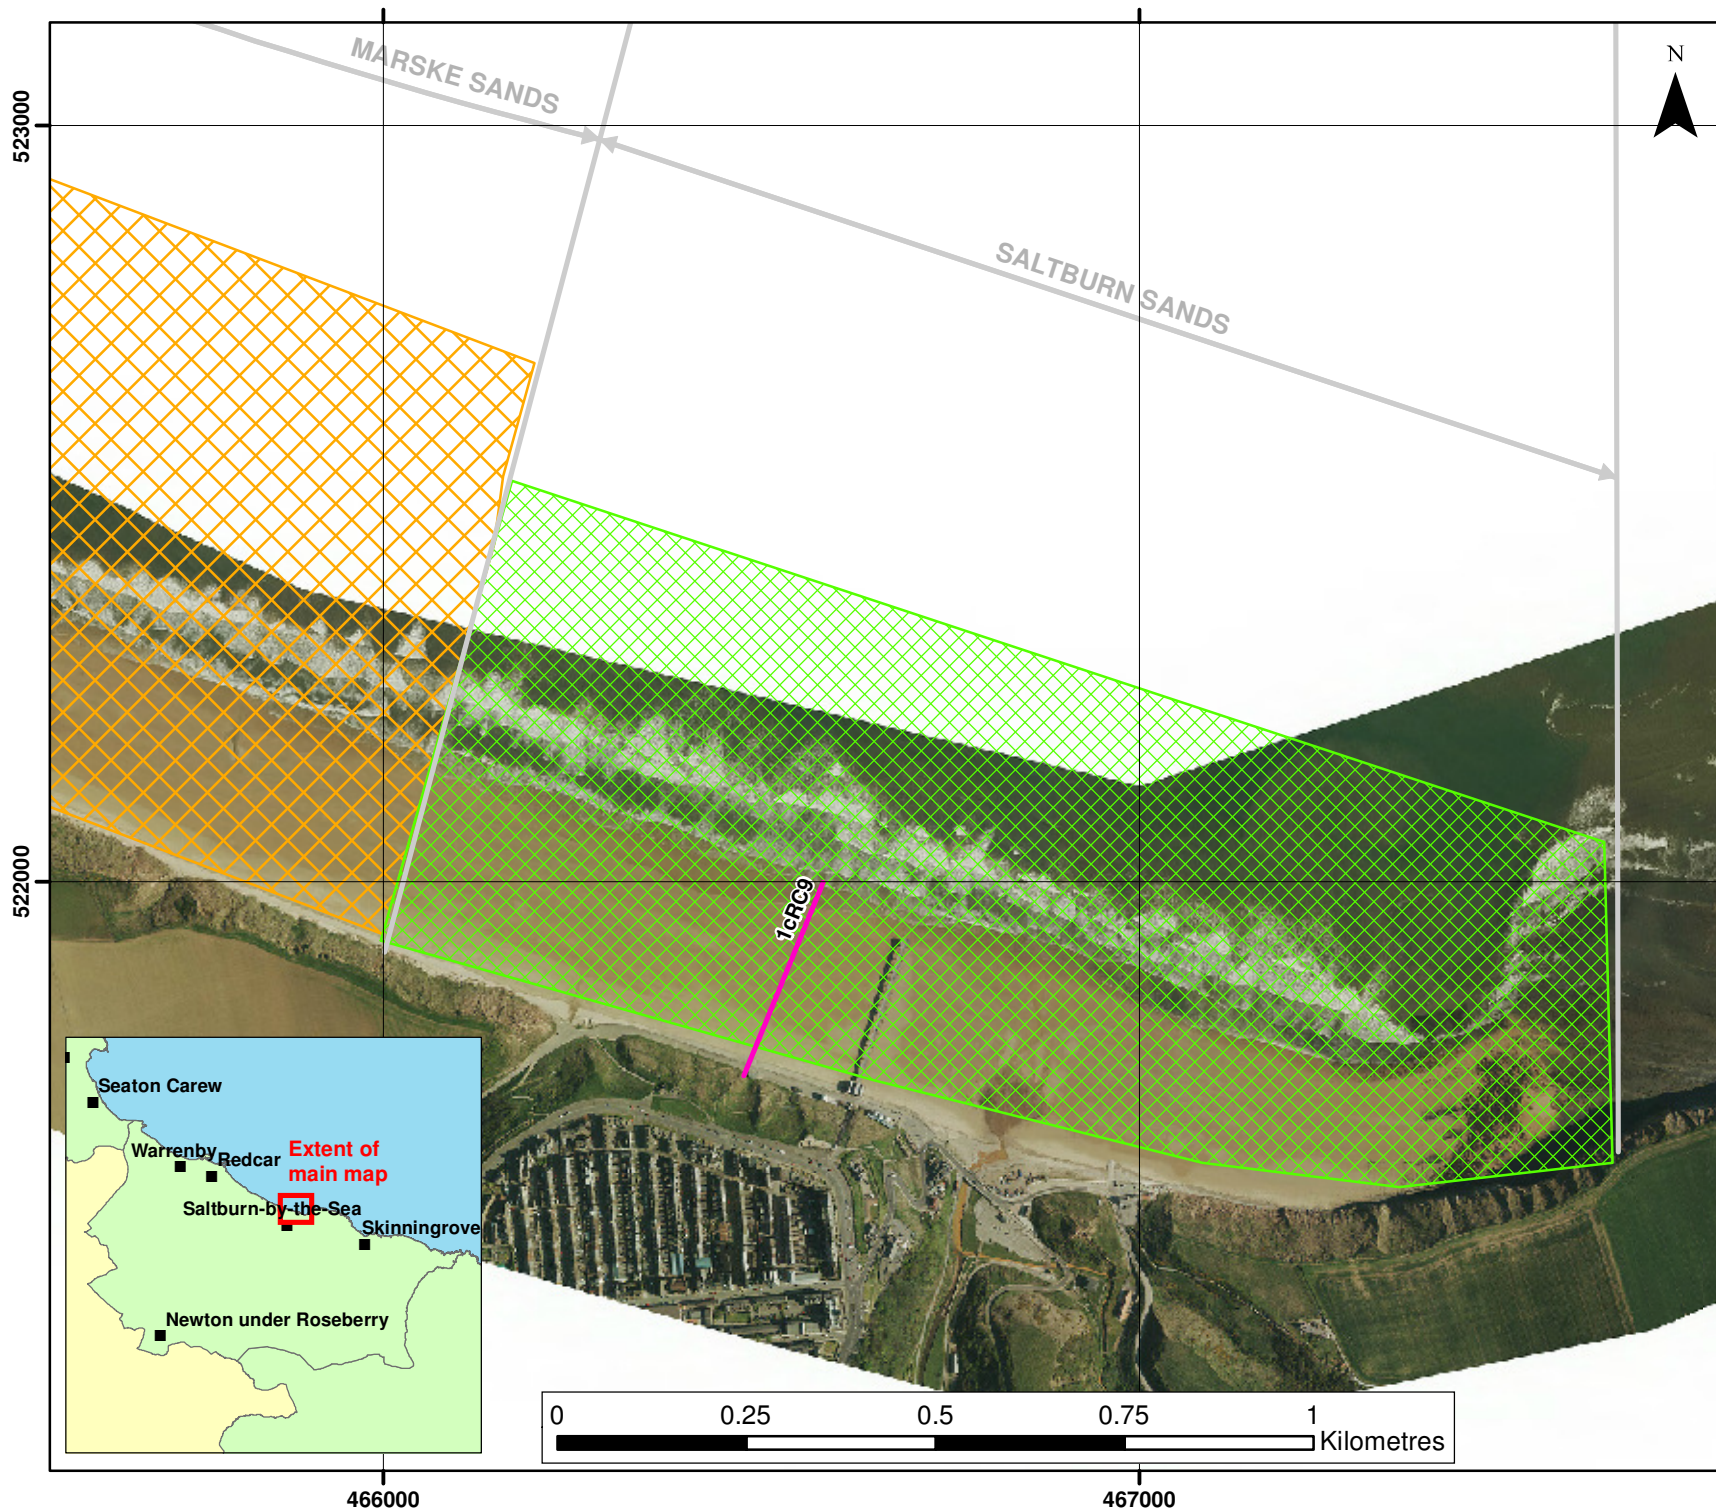 MARSKE SANDS
N
523000
SALTBURN SANDS
522000
1cRC9
Seaton Carew
Warrenby
Redcar
Extent of
main map
Saltburn-by-the-Sea
Skinningrove
Newton under Roseberry
0 0.25 0.5 0.75 1
Kilometres
466000
467000